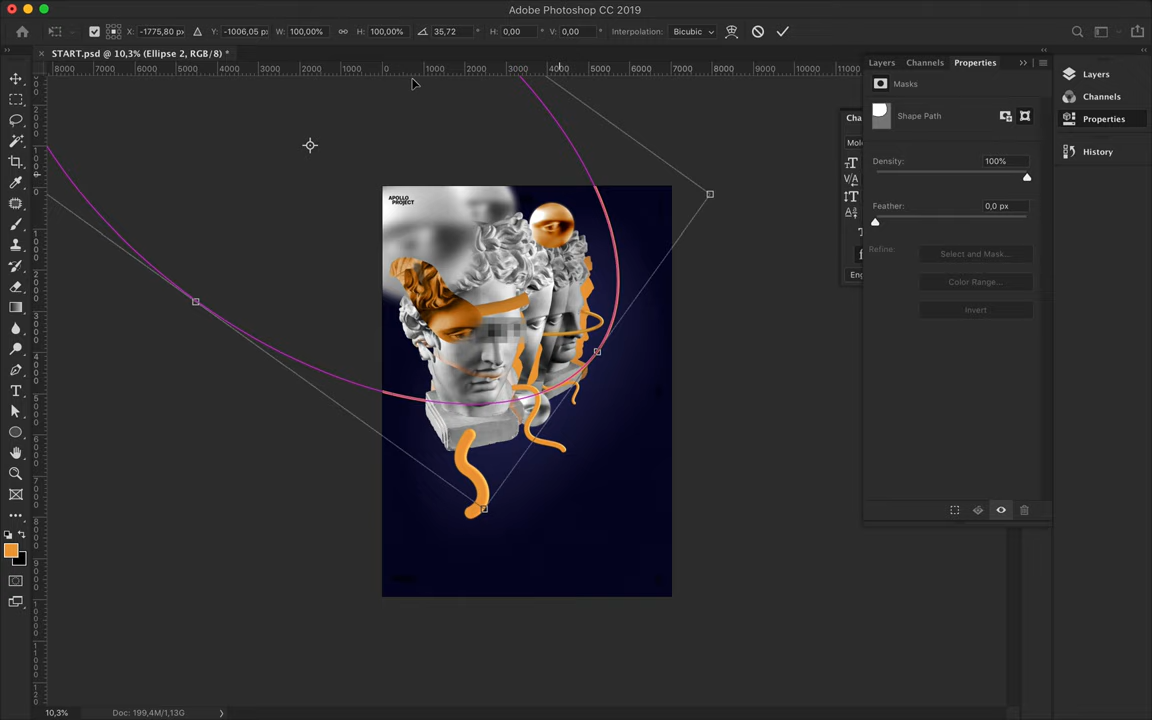 Adobe Photoshop CC 2019
X: -1775,80 px Y: -1006,05 px W: 100,00% H: 100,00% 35,72 H: 0,00 V: 0,00 Interpolation: Bicubic
START.psd @ 10,3% (Ellipse 2, RGB/8) *
8000 7000 6000 5000 4000 3000 2000 1000 0 1000 2000 3000 4000 5000 6000 7000 8000 9000 10000 11000
Layers Channels Properties
Masks
Shape Path
Density: 100%
Feather: 0,0 px
Refine: Select and Mask...
Color Range...
Invert
Layers
Channels
Properties
History
Cha
Mol
Eng
APOLLO
PROJECT
10,3% Doc: 199,4M/1,13G